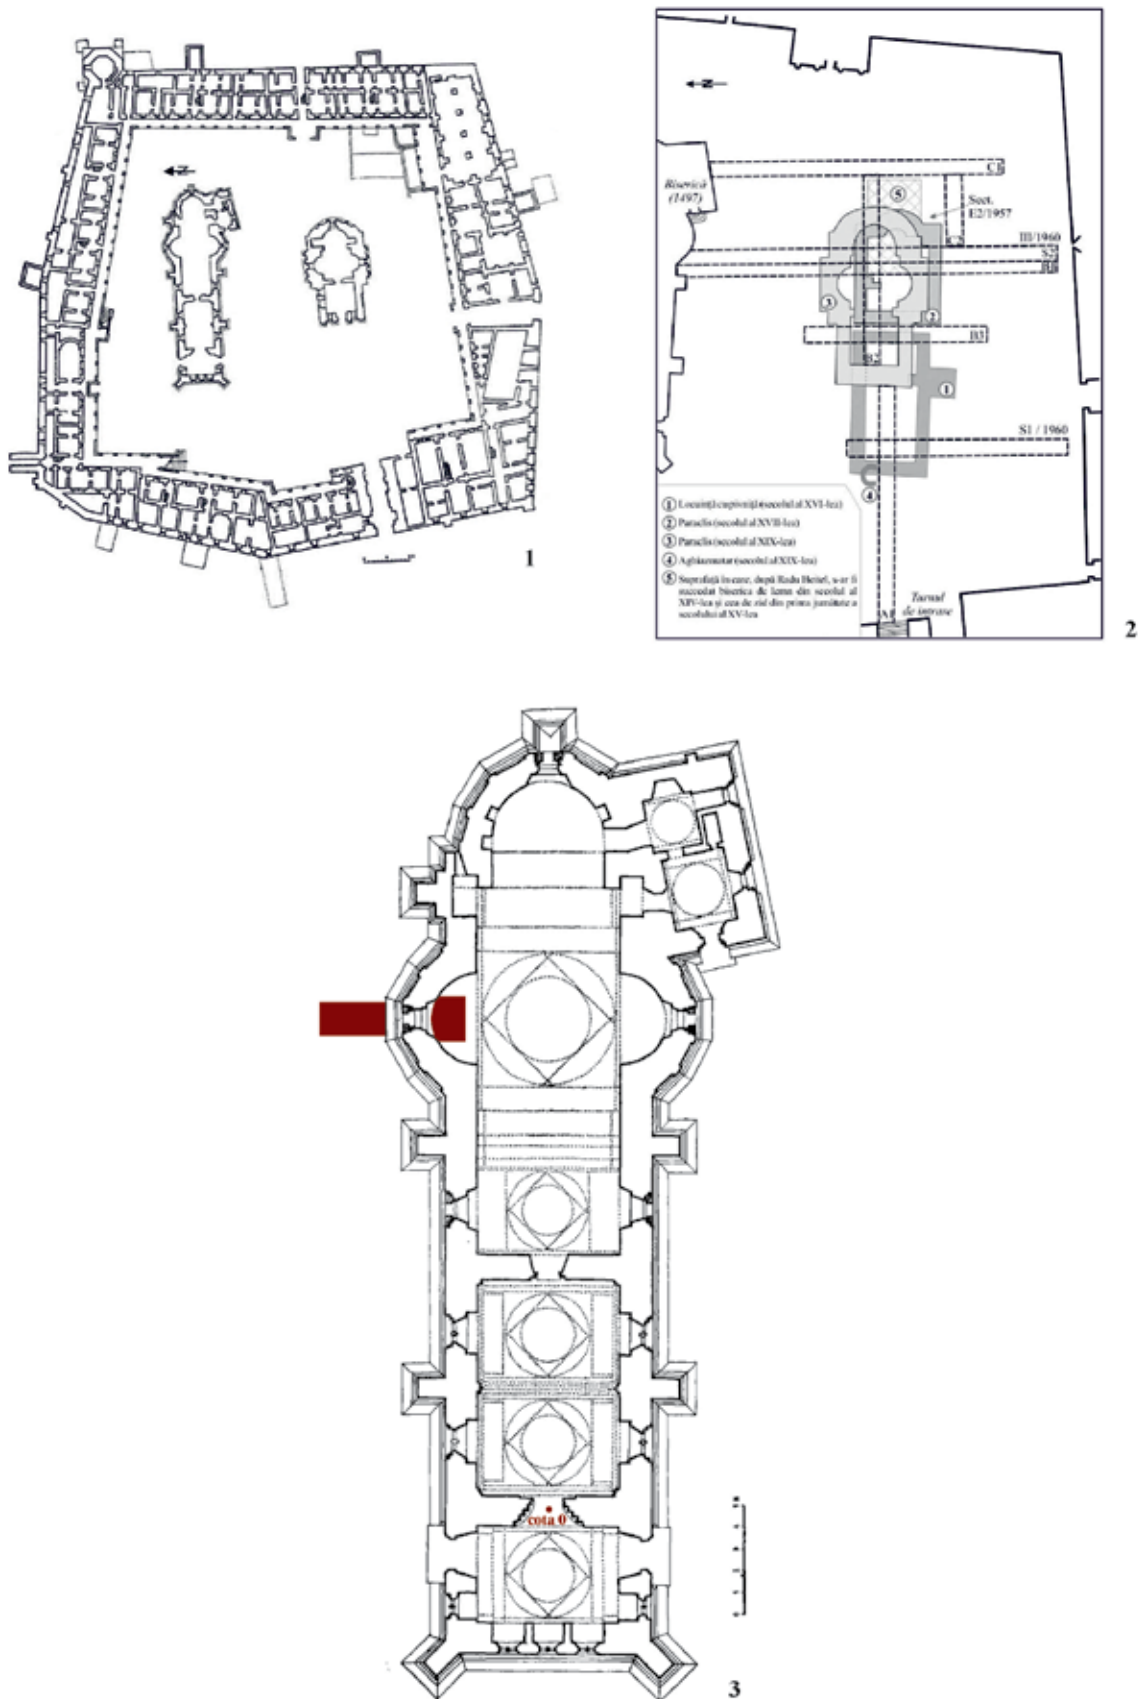 N
1
N
Biserică
(1497)
C1
5
Sect.
E2/1957
III/1960
S2
3
2
B3
B2
1
S1 / 1960
4
1 Locuință cu pivniță (secolul al XVI-lea)
2 Paraclis (secolul al XVII-lea)
3 Paraclis (secolul al XIX-lea)
4 Aghiazmatar (secolul al XIX-lea)
5 Suprafață în care, după Radu Heitel, s-ar fi
succedat biserica de lemn din secolul al
XIV-lea și cea de zid din prima jumătate a
secolului al XV-lea
Turnul
de intrare
A1
2
cota 0
3